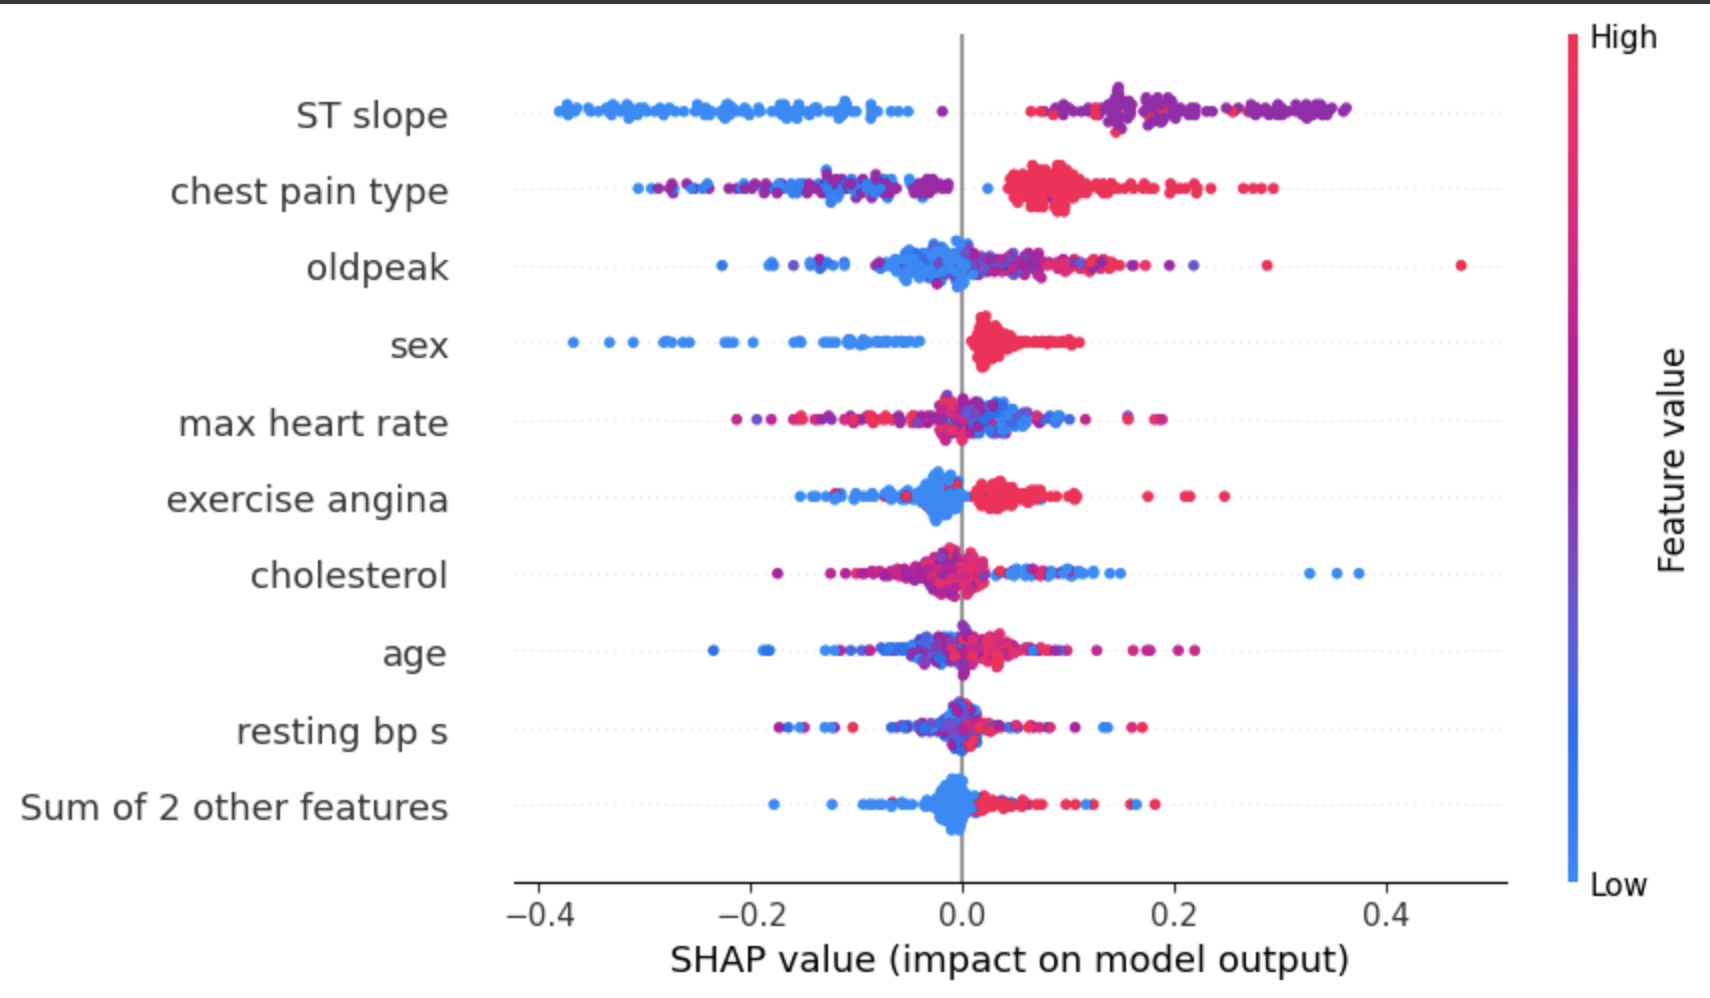 High
ST slope
chest pain type
oldpeak
sex
max heart rate
exercise angina
cholesterol
age
resting bp s
Sum of 2 other features
Feature value
Low
−0.4 −0.2 0.0 0.2 0.4
SHAP value (impact on model output)